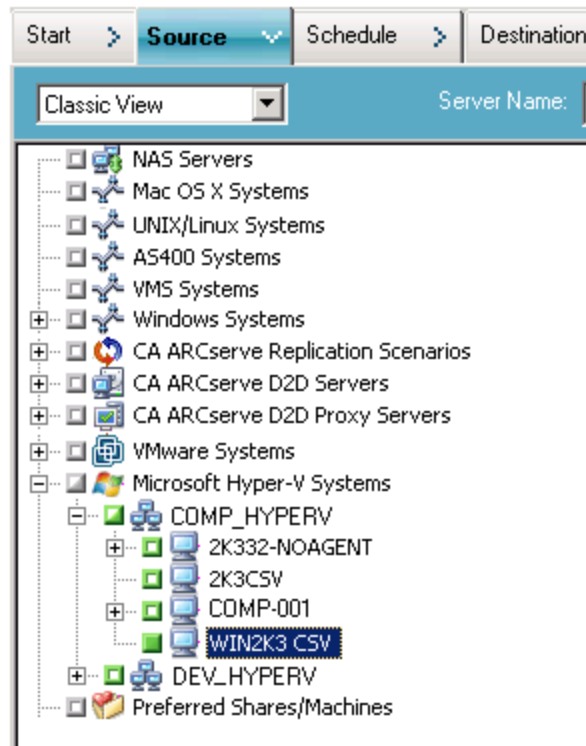 Start Source Schedule Destination
Classic View Server Name:
NAS Servers
Mac OS X Systems
UNIX/Linux Systems
AS400 Systems
VMS Systems
Windows Systems
CA ARCserve Replication Scenarios
CA ARCserve D2D Servers
CA ARCserve D2D Proxy Servers
VMware Systems
Microsoft Hyper-V Systems
COMP_HYPERV
2K332-NOAGENT
2K3CSV
COMP-001
WIN2K3 CSV
DEV_HYPERV
Preferred Shares/Machines